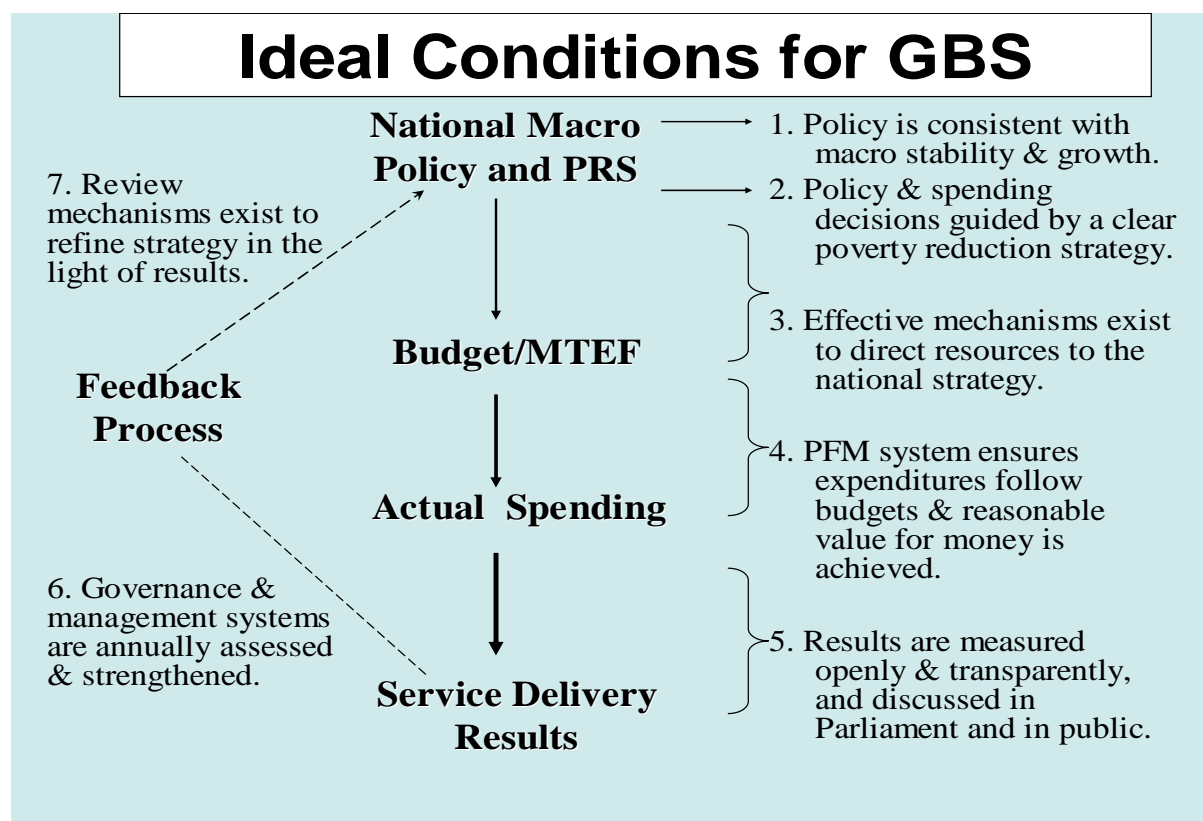 Ideal Conditions for GBS
National Macro
Policy and PRS
1. Policy is consistent with
macro stability & growth.
2. Policy & spending
decisions guided by a clear
poverty reduction strategy.
7. Review
mechanisms exist to
refine strategy in the
light of results.
3. Effective mechanisms exist
to direct resources to the
national strategy.
Budget/MTEF
Feedback
Process
4. PFM system ensures
expenditures follow
budgets & reasonable
value for money is
achieved.
Actual Spending
6. Governance &
management systems
are annually assessed
& strengthened.
5. Results are measured
openly & transparently,
and discussed in
Parliament and in public.
Service Delivery
Results